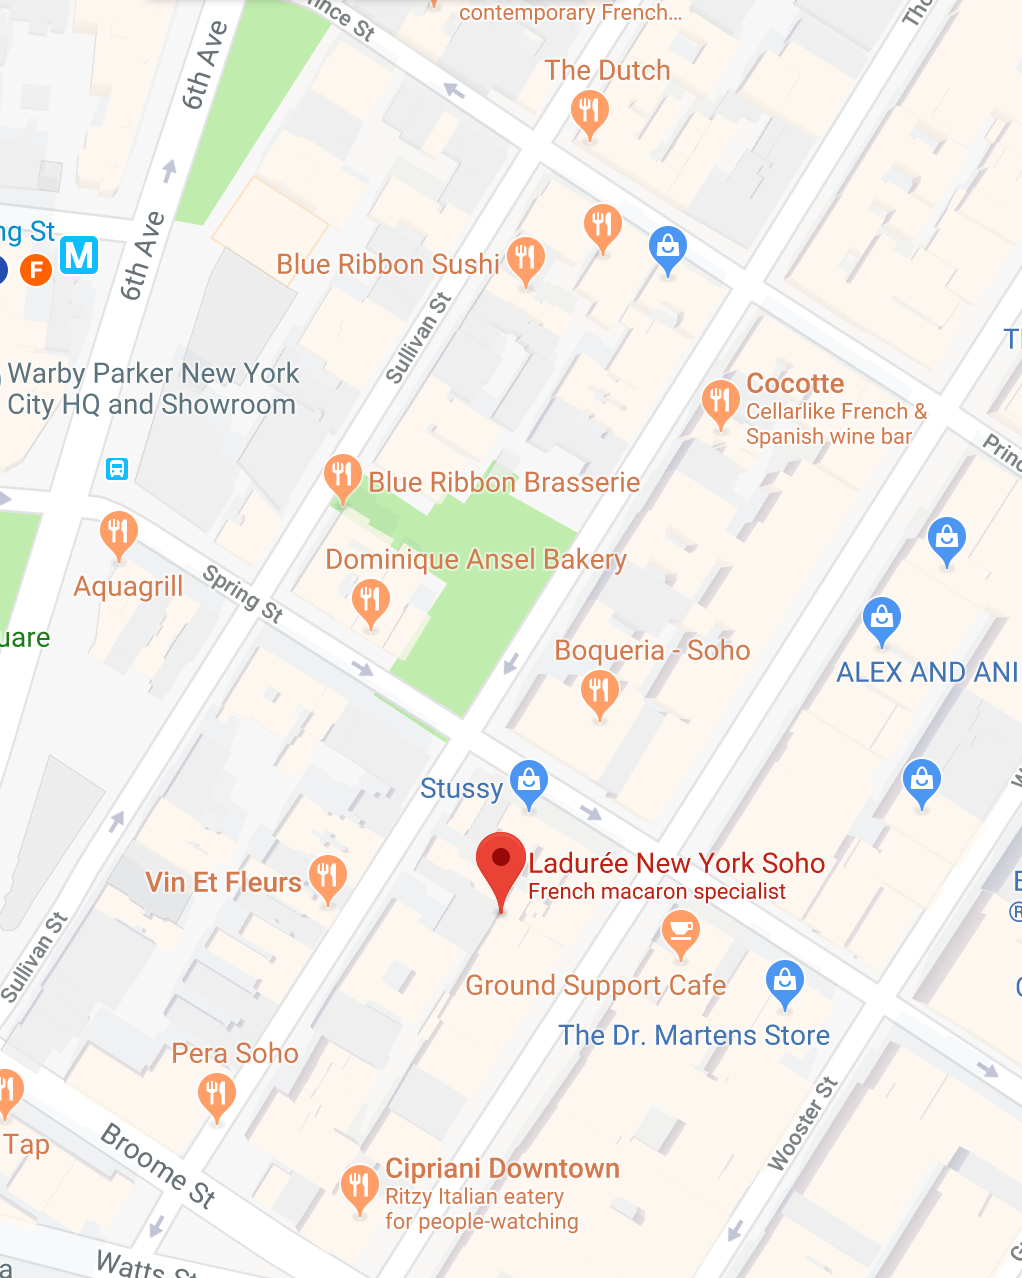 contemporary French...
ince St
Tho
6th Ave
The Dutch
ng St
M
F
6th Ave
Blue Ribbon Sushi
Sullivan St
Warby Parker New York
City HQ and Showroom
Cocotte
Cellarlike French &
Spanish wine bar
Princ
Blue Ribbon Brasserie
Aquagrill
Spring St
Dominique Ansel Bakery
uare
Boqueria - Soho
ALEX AND ANI
Stussy
Ladurée New York Soho
French macaron specialist
Vin Et Fleurs
Sullivan St
Ground Support Cafe
The Dr. Martens Store
Pera Soho
Wooster St
Tap
Broome St
Cipriani Downtown
Ritzy Italian eatery
for people-watching
Watts St